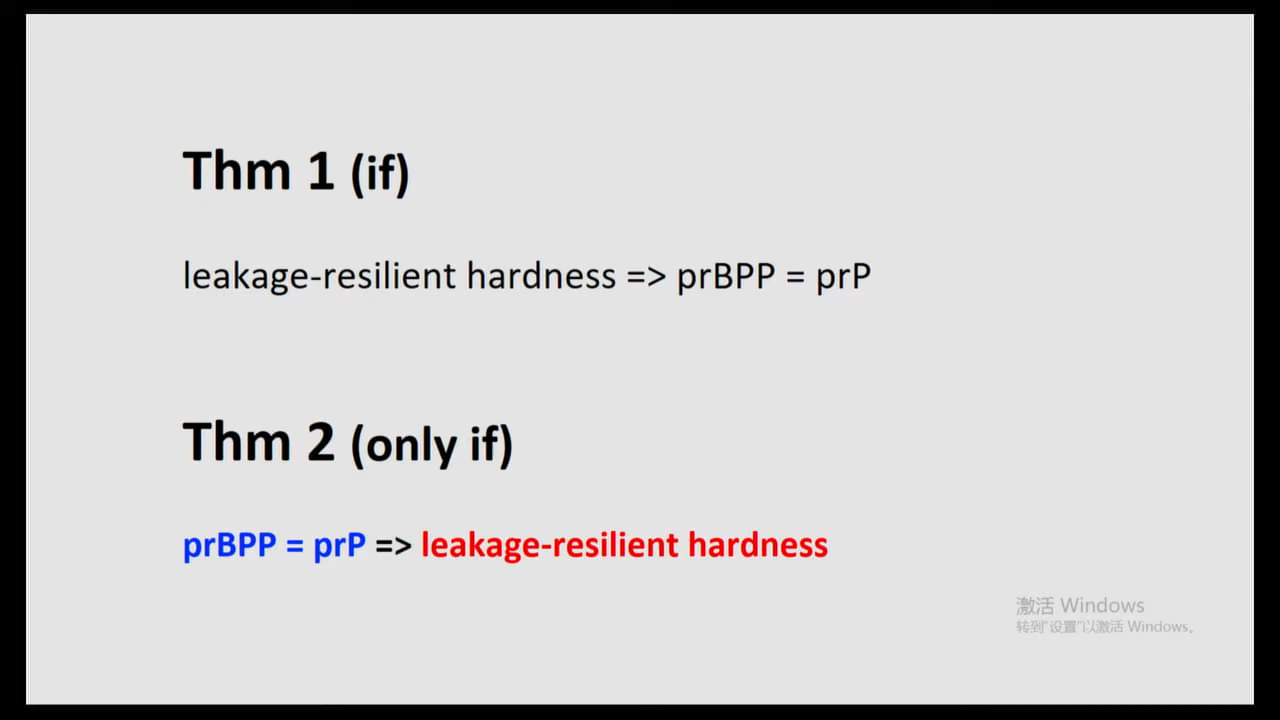 Thm 1 (if)
leakage-resilient hardness => prBPP = prP
Thm 2 (only if)
prBPP = prP => leakage-resilient hardness
激活 Windows
转到"设置"以激活 Windows。